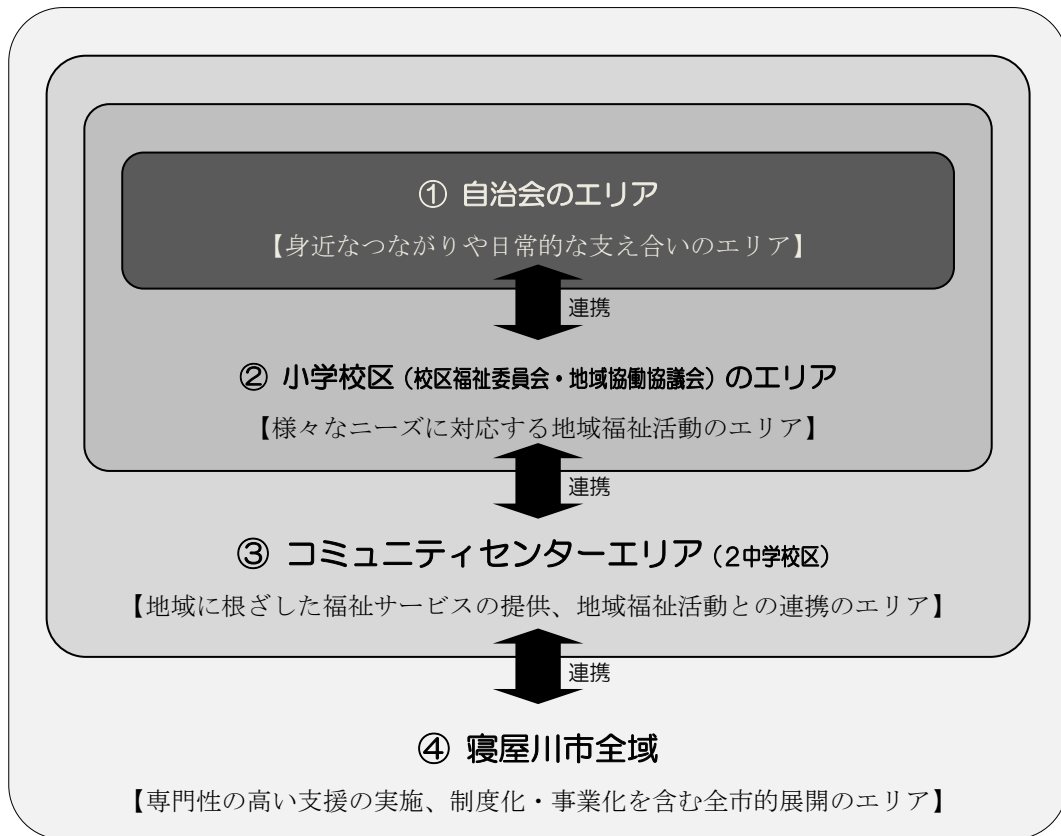 ① 自治会のエリア
【身近なつながりや日常的な支え合いのエリア】
連携
② 小学校区（校区福祉委員会・地域協働協議会）のエリア
【様々なニーズに対応する地域福祉活動のエリア】
連携
③ コミュニティセンターエリア（２中学校区）
【地域に根ざした福祉サービスの提供、地域福祉活動との連携のエリア】
連携
④ 寝屋川市全域
【専門性の高い支援の実施、制度化・事業化を含む全市的展開のエリア】